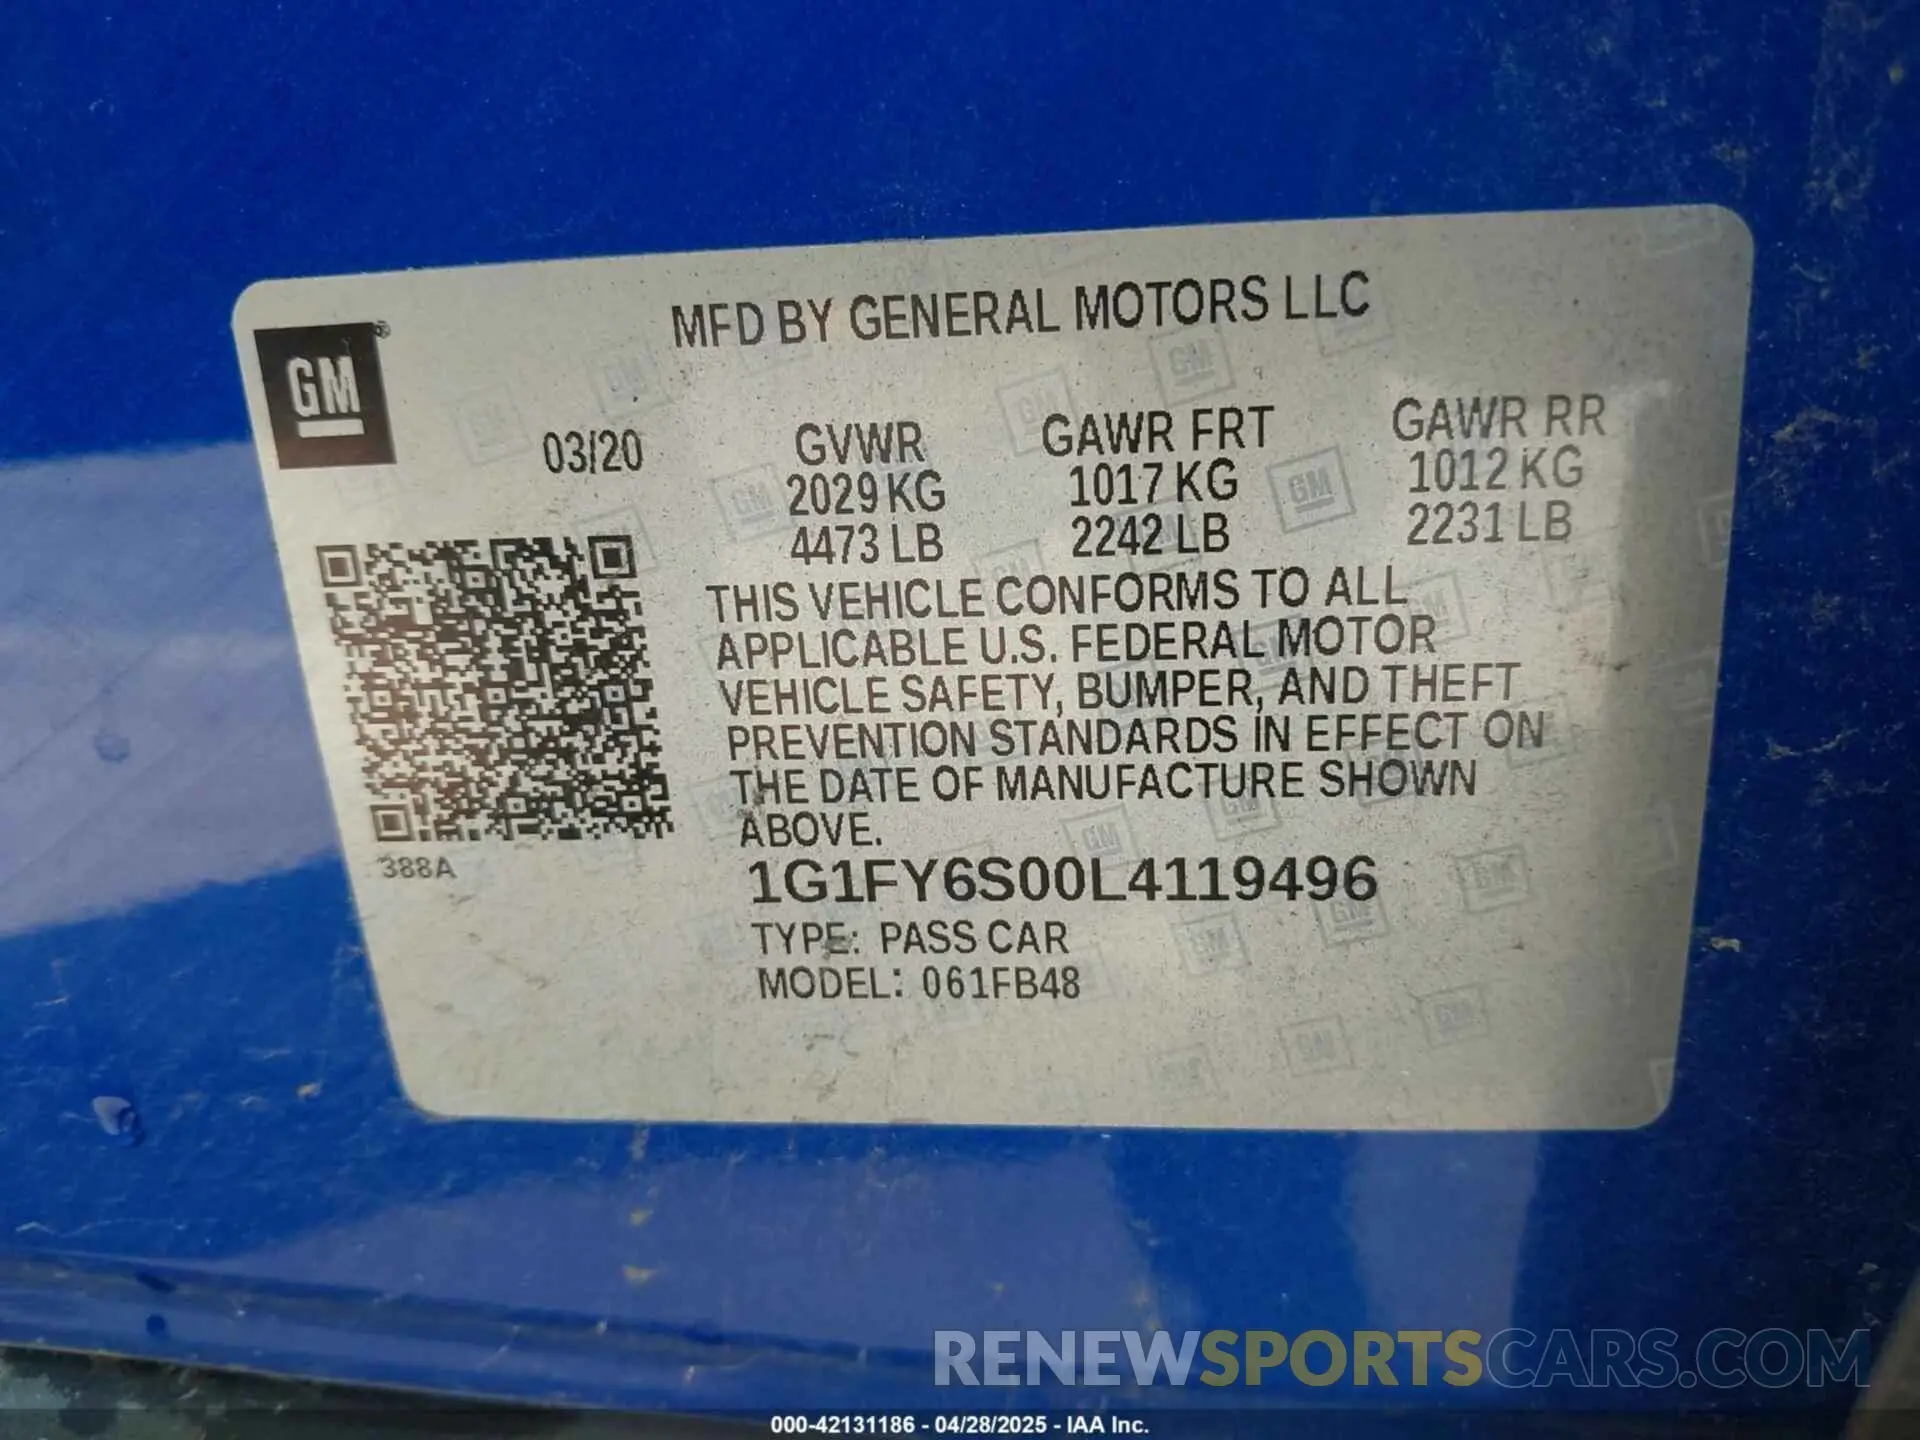 MFD BY GENERAL MOTORS LLC
GM®
03/20 GVWR GAWR FRT GAWR RR
2029 KG 1017 KG 1012 KG
4473 LB 2242 LB 2231 LB
THIS VEHICLE CONFORMS TO ALL
APPLICABLE U.S. FEDERAL MOTOR
VEHICLE SAFETY, BUMPER, AND THEFT
PREVENTION STANDARDS IN EFFECT ON
THE DATE OF MANUFACTURE SHOWN
ABOVE.
388A
1G1FY6S00L4119496
TYPE: PASS CAR
MODEL: 061FB48
RENEWSPORTSCARS.COM
000-42131186 - 04/28/2025 - IAA Inc.